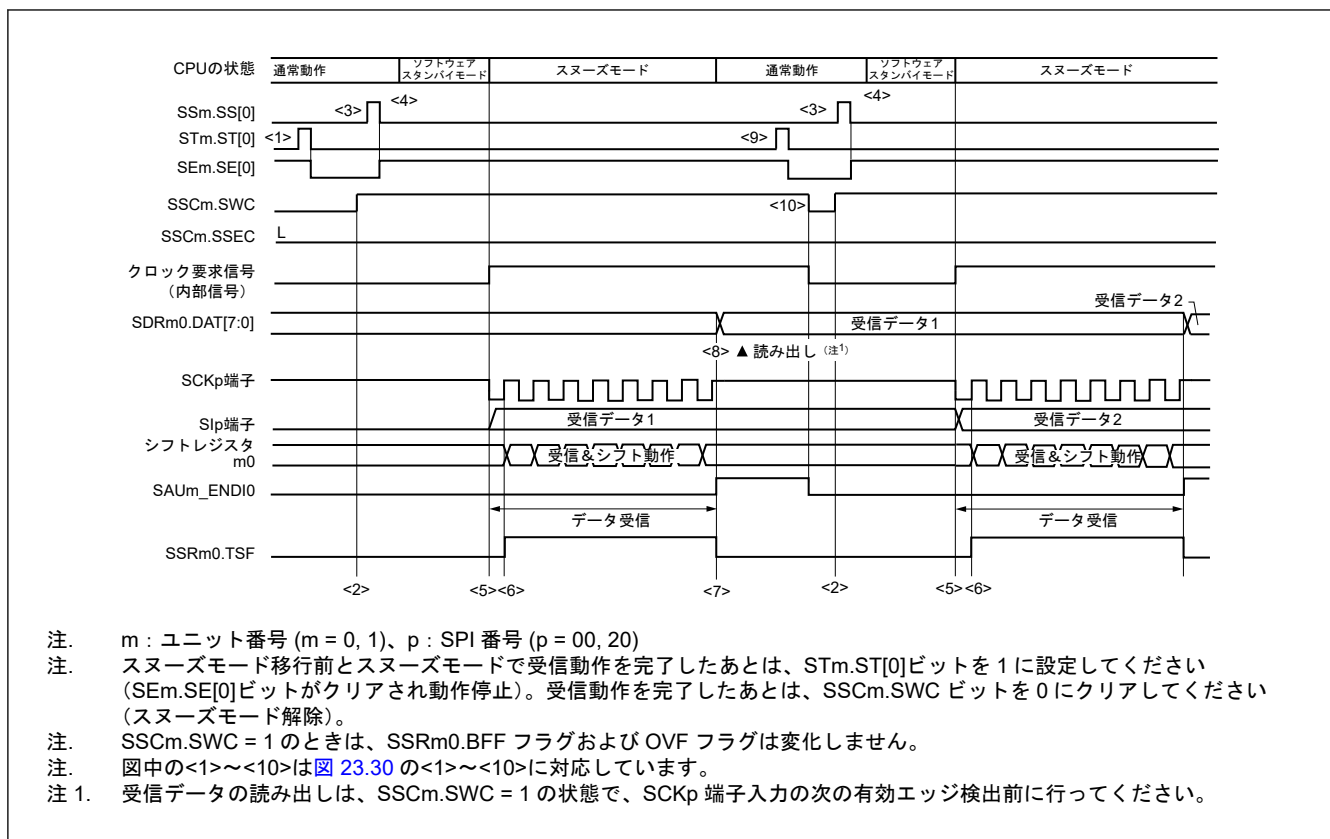 CPUの状態 通常動作 ソフトウェアスタンバイモード スヌーズモード 通常動作 ソフトウェアスタンバイモード スヌーズモード
SSm.SS[0] <3> <4> <3> <4>
STm.ST[0] <1> <9>
SEm.SE[0]
SSCm.SWC <10>
SSCm.SSEC L
クロック要求信号
（内部信号）
受信データ2
SDRm0.DAT[7:0] 受信データ1
<8> ▲ 読み出し（注1）
SCKp端子
SIp端子 受信データ1 受信データ2
シフトレジスタ
m0 受信&シフト動作 受信&シフト動作
SAUm_ENDI0
データ受信 データ受信
SSRm0.TSF
<2> <5><6> <7> <2> <5><6>
注. m：ユニット番号 (m = 0, 1)、p：SPI 番号 (p = 00, 20)
注. スヌーズモード移行前とスヌーズモードで受信動作を完了したあとは、STm.ST[0]ビットを 1 に設定してください
（SEm.SE[0]ビットがクリアされ動作停止）。受信動作を完了したあとは、SSCm.SWC ビットを 0 にクリアしてください
（スヌーズモード解除）。
注. SSCm.SWC = 1 のときは、SSRm0.BFF フラグおよび OVF フラグは変化しません。
注. 図中の<1>～<10>は図 23.30 の<1>～<10>に対応しています。
注 1. 受信データの読み出しは、SSCm.SWC = 1 の状態で、SCKp 端子入力の次の有効エッジ検出前に行ってください。